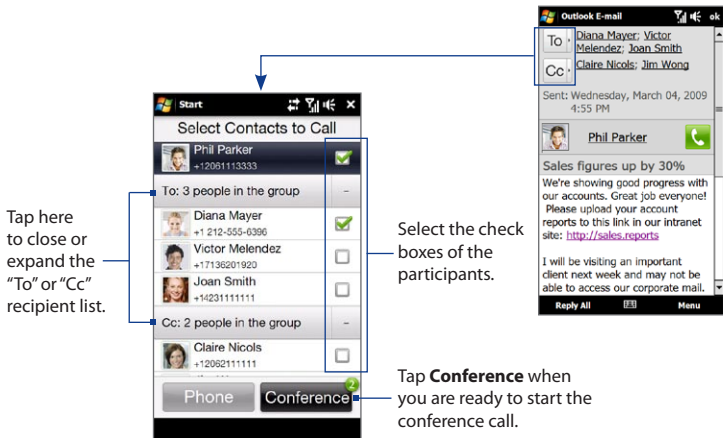 Outlook E-mail
ok
To
Diana Mayer; Victor
Melendez; Joan Smith
Cc
Claire Nicols; Jim Wong
Sent: Wednesday, March 04, 2009
4:55 PM
Phil Parker
Sales figures up by 30%
We're showing good progress with
our accounts. Great job everyone!
Please upload your account
reports to this link in our intranet
site: http://sales.reports
I will be visiting an important
client next week and may not be
able to access our corporate mail.
Reply All
Menu
Start
Select Contacts to Call
Phil Parker
+12061113333
To: 3 people in the group
Diana Mayer
+1 212-555-6396
Victor Melendez
+17136201920
Joan Smith
+14231111111
Cc: 2 people in the group
Claire Nicols
+12062111111
Phone
Conference
2
Tap here
to close or
expand the
“To” or “Cc”
recipient list.
Select the check
boxes of the
participants.
Tap Conference when
you are ready to start the
conference call.